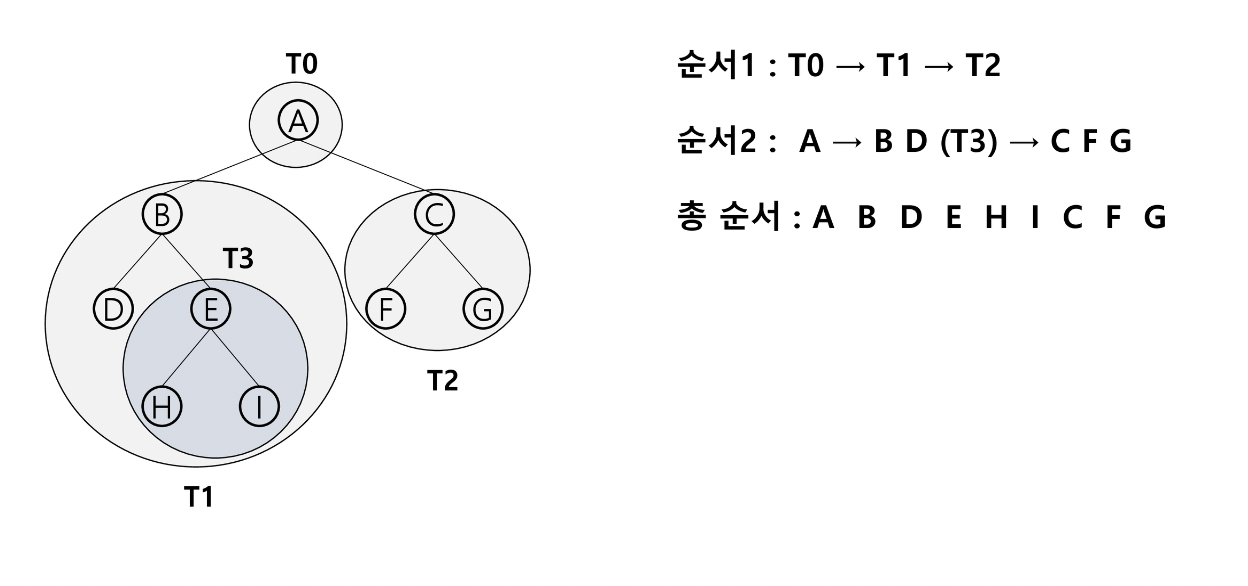 T0
A
B
C
T3
D
E
F
G
H
I
T2
T1
순서1 : T0 → T1 → T2
순서2 : A → B D (T3) → C F G
총 순서 : A B D E H I C F G